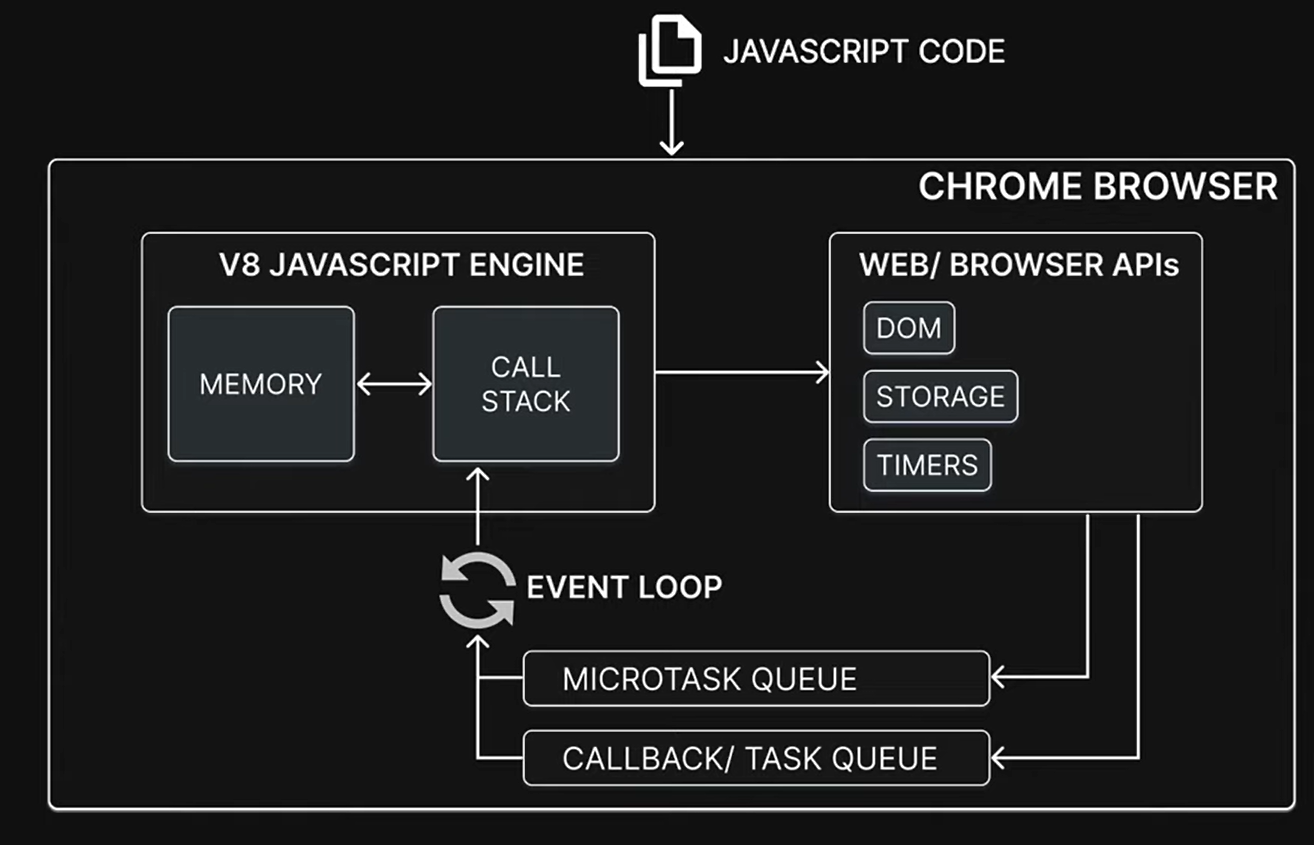 JAVASCRIPT CODE
CHROME BROWSER
V8 JAVASCRIPT ENGINE
MEMORY
CALL
STACK
WEB/ BROWSER APIs
DOM
STORAGE
TIMERS
EVENT LOOP
MICROTASK QUEUE
CALLBACK/ TASK QUEUE